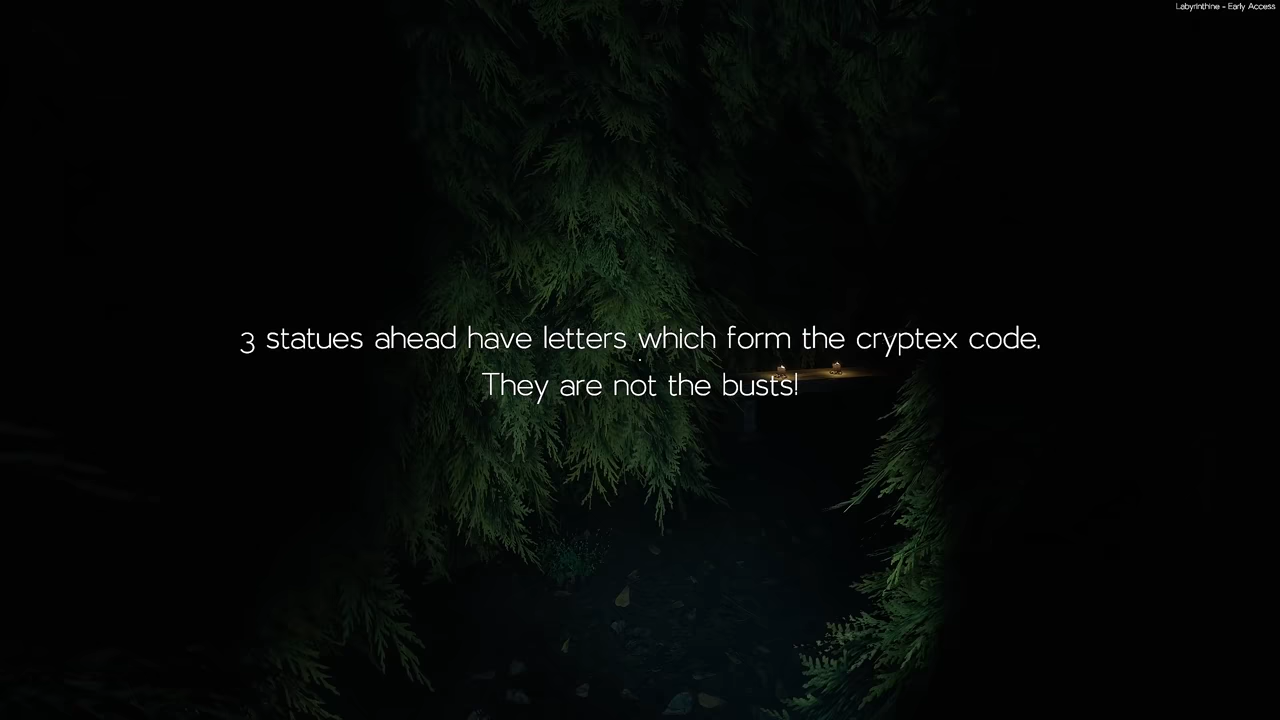 Labyrinthine - Early Access
3 statues ahead have letters which form the cryptex code.
They are not the busts!